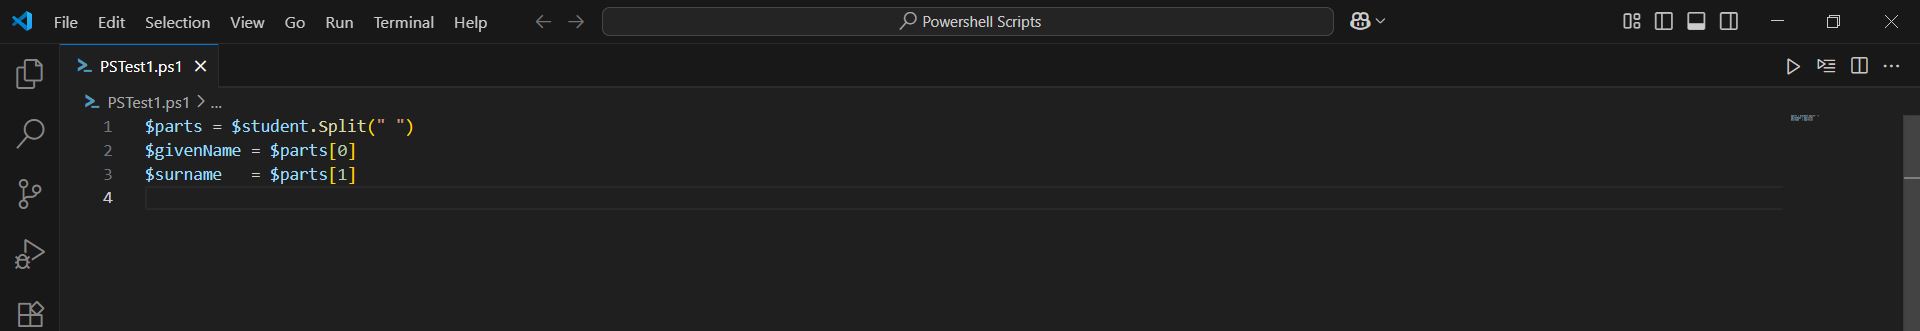 File Edit Selection View Go Run Terminal Help Powershell Scripts
PSTest1.ps1
PSTest1.ps1 > ...
1 $parts = $student.Split(" ")
2 $givenName = $parts[0]
3 $surname   = $parts[1]
4